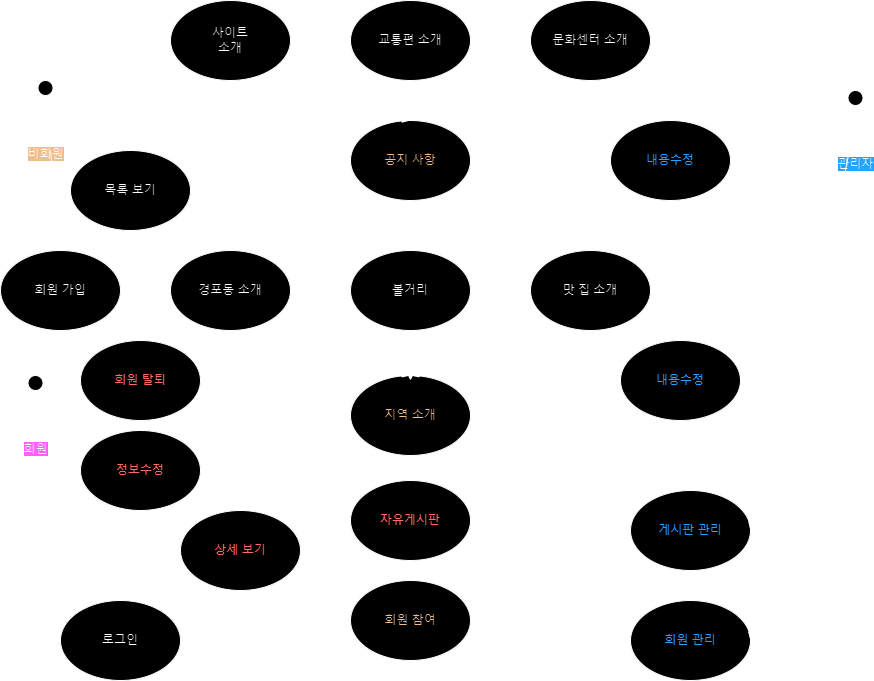 사이트
소개
교통편 소개
문화센터 소개
비회원
공지 사항
내용수정
관리자
목록 보기
회원 가입
경포동 소개
볼거리
맛 집 소개
회원 탈퇴
내용수정
지역 소개
회원
정보수정
자유게시판
게시판 관리
상세 보기
회원 참여
로그인
회원 관리